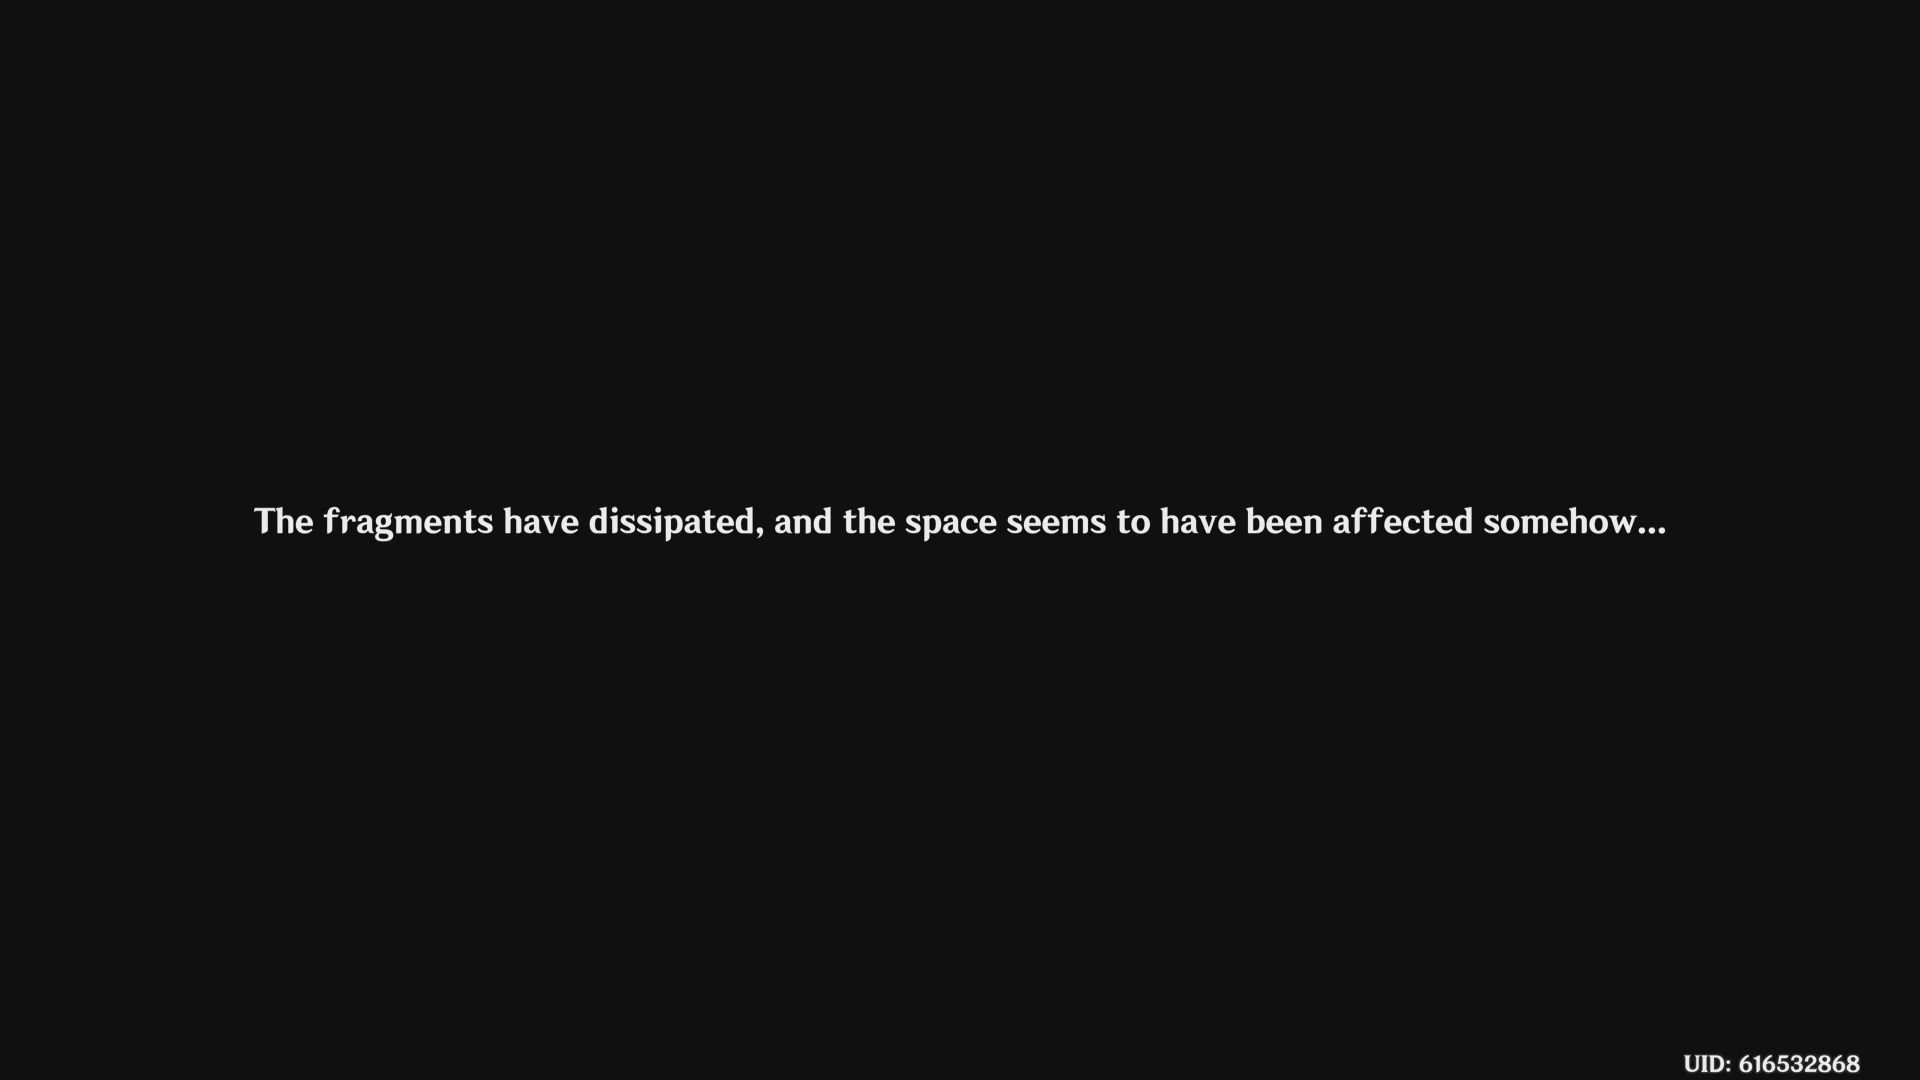 The fragments have dissipated, and the space seems to have been affected somehow...
UID: 616532868